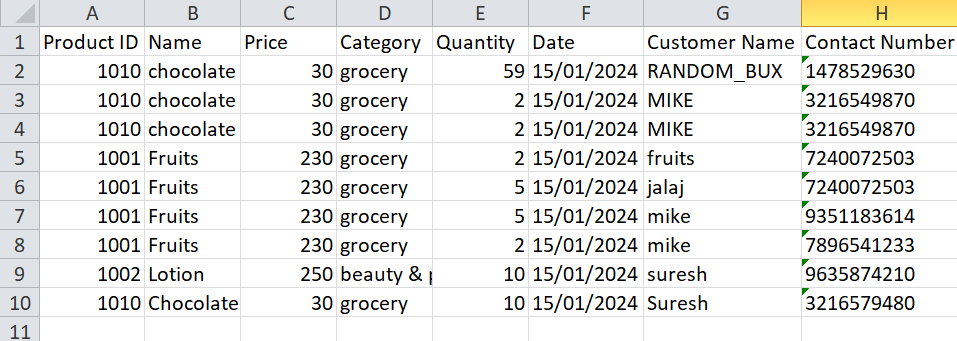 A B C D E F G H
1 Product ID Name Price Category Quantity Date Customer Name Contact Number
2 1010 chocolate 30 grocery 59 15/01/2024 RANDOM_BUX 1478529630
3 1010 chocolate 30 grocery 2 15/01/2024 MIKE 3216549870
4 1010 chocolate 30 grocery 2 15/01/2024 MIKE 3216549870
5 1001 Fruits 230 grocery 2 15/01/2024 fruits 7240072503
6 1001 Fruits 230 grocery 5 15/01/2024 jalaj 7240072503
7 1001 Fruits 230 grocery 5 15/01/2024 mike 9351183614
8 1001 Fruits 230 grocery 2 15/01/2024 mike 7896541233
9 1002 Lotion 250 beauty & 10 15/01/2024 suresh 9635874210
10 1010 Chocolate 30 grocery 10 15/01/2024 Suresh 3216579480
11